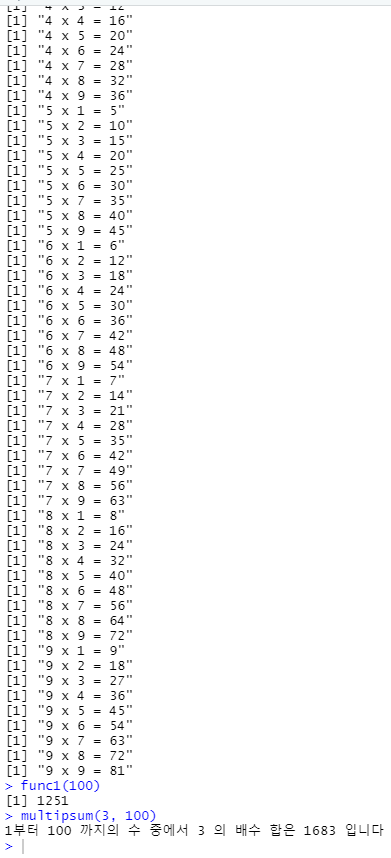 [1] "4 x 3 = 12"
[1] "4 x 4 = 16"
[1] "4 x 5 = 20"
[1] "4 x 6 = 24"
[1] "4 x 7 = 28"
[1] "4 x 8 = 32"
[1] "4 x 9 = 36"
[1] "5 x 1 = 5"
[1] "5 x 2 = 10"
[1] "5 x 3 = 15"
[1] "5 x 4 = 20"
[1] "5 x 5 = 25"
[1] "5 x 6 = 30"
[1] "5 x 7 = 35"
[1] "5 x 8 = 40"
[1] "5 x 9 = 45"
[1] "6 x 1 = 6"
[1] "6 x 2 = 12"
[1] "6 x 3 = 18"
[1] "6 x 4 = 24"
[1] "6 x 5 = 30"
[1] "6 x 6 = 36"
[1] "6 x 7 = 42"
[1] "6 x 8 = 48"
[1] "6 x 9 = 54"
[1] "7 x 1 = 7"
[1] "7 x 2 = 14"
[1] "7 x 3 = 21"
[1] "7 x 4 = 28"
[1] "7 x 5 = 35"
[1] "7 x 6 = 42"
[1] "7 x 7 = 49"
[1] "7 x 8 = 56"
[1] "7 x 9 = 63"
[1] "8 x 1 = 8"
[1] "8 x 2 = 16"
[1] "8 x 3 = 24"
[1] "8 x 4 = 32"
[1] "8 x 5 = 40"
[1] "8 x 6 = 48"
[1] "8 x 7 = 56"
[1] "8 x 8 = 64"
[1] "8 x 9 = 72"
[1] "9 x 1 = 9"
[1] "9 x 2 = 18"
[1] "9 x 3 = 27"
[1] "9 x 4 = 36"
[1] "9 x 5 = 45"
[1] "9 x 6 = 54"
[1] "9 x 7 = 63"
[1] "9 x 8 = 72"
[1] "9 x 9 = 81"
> func1(100)
[1] 1251
> multipsum(3, 100)
1부터 100 까지의 수 중에서 3 의 배수 합은 1683 입니다
>